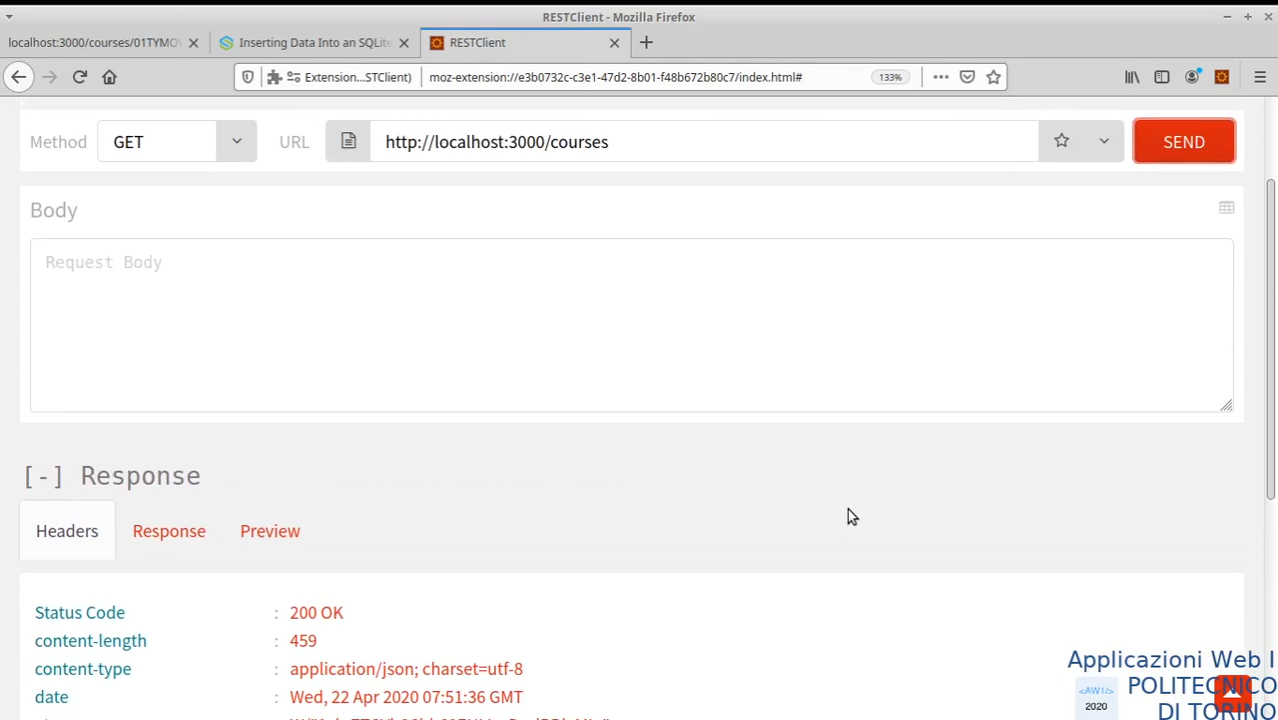 RESTClient - Mozilla Firefox
localhost:3000/courses/01TYMO
Inserting Data Into an SQLite
RESTClient
Extension...STClient)
moz-extension://e3b0732c-c3e1-47d2-8b01-f48b672b80c7/index.html#
133%
Method
GET
URL
http://localhost:3000/courses
SEND
Body
Request Body
[-] Response
Headers
Response
Preview
Status Code : 200 OK
content-length : 459
content-type : application/json; charset=utf-8
date : Wed, 22 Apr 2020 07:51:36 GMT
Applicazioni Web I
<AW1/>
2020
POLITECNICO
DI TORINO